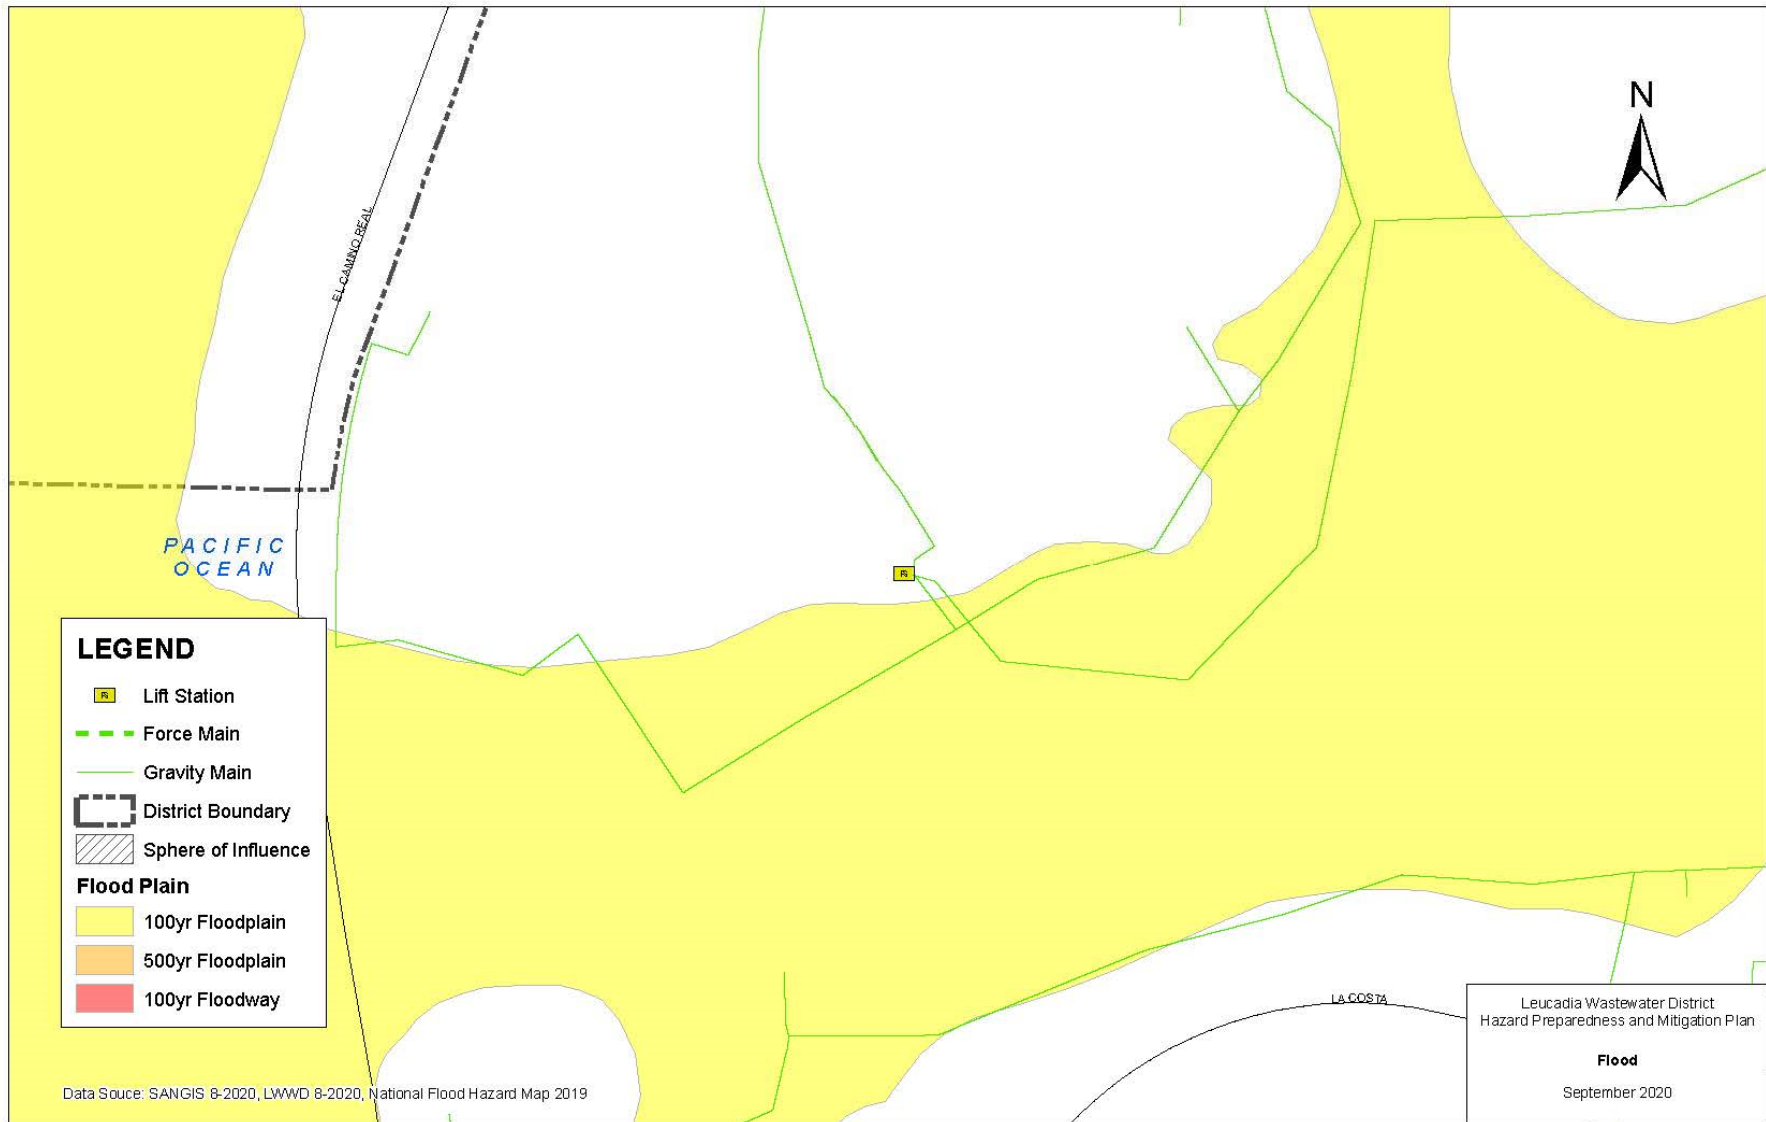 N
EL CAMINO REAL
PACIFIC
OCEAN
LEGEND
Lift Station
Force Main
Gravity Main
District Boundary
Sphere of Influence
Flood Plain
100yr Floodplain
500yr Floodplain
100yr Floodway
LA COSTA
Leucadia Wastewater District
Hazard Preparedness and Mitigation Plan
Flood
September 2020
Data Souce: SANGIS 8-2020, LWWD 8-2020, National Flood Hazard Map 2019